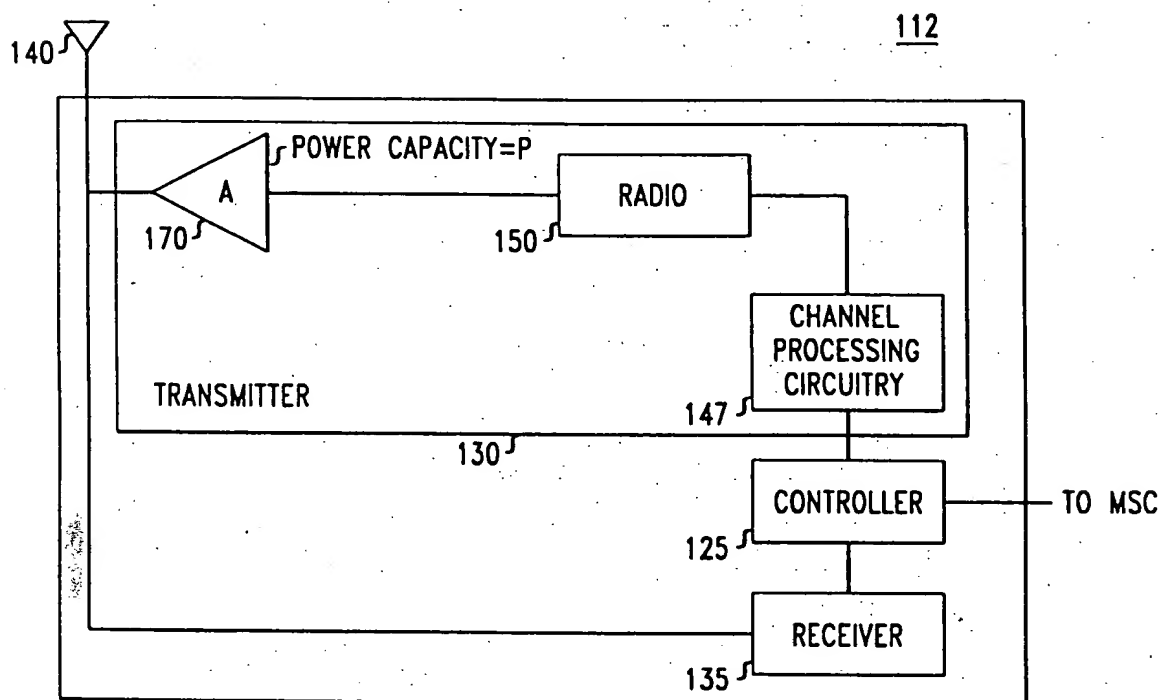 112
140
POWER CAPACITY=P
A
170
RADIO
150
CHANNEL
PROCESSING
CIRCUITRY
147
TRANSMITTER
130
CONTROLLER
125
TO MSC
RECEIVER
135